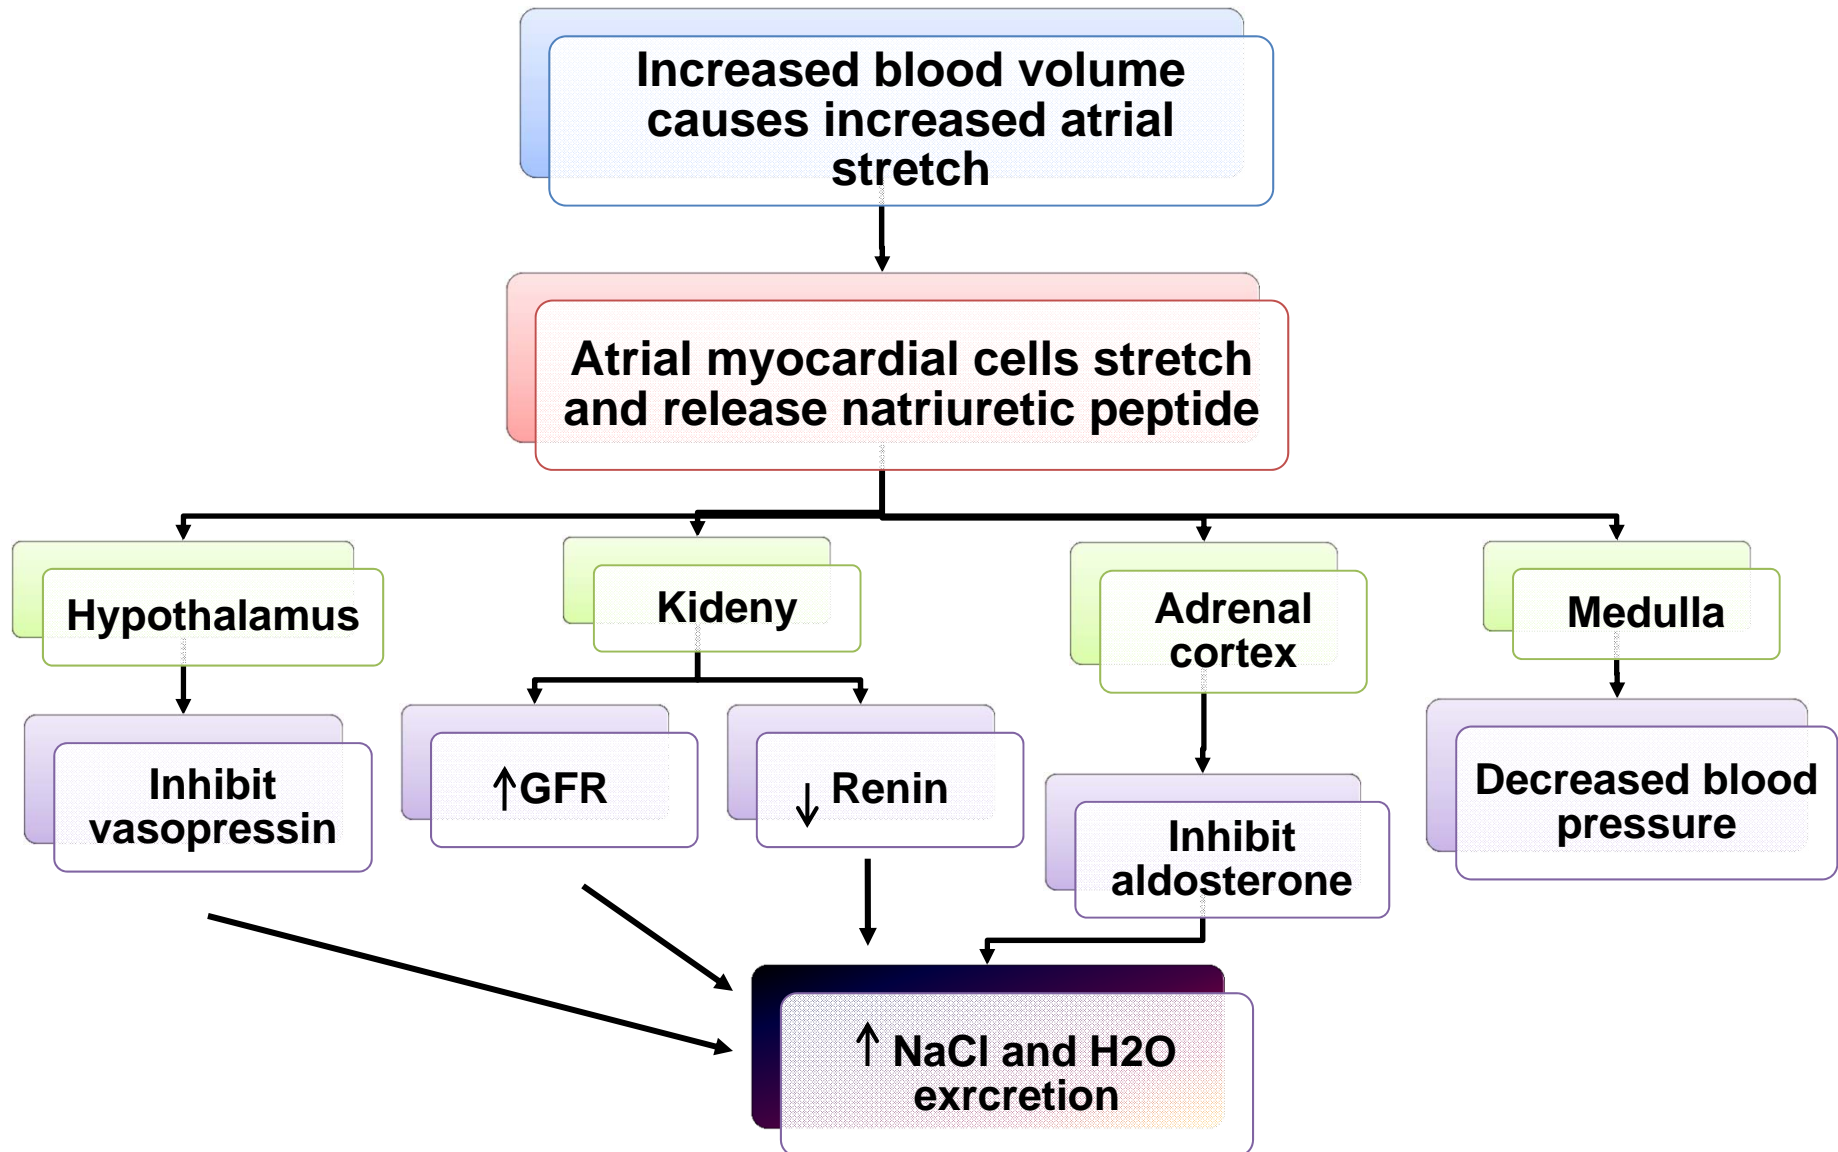 Increased blood volume
causes increased atrial
stretch
Atrial myocardial cells stretch
and release natriuretic peptide
Hypothalamus
Kideny
Adrenal
cortex
Medulla
Inhibit
vasopressin
↑GFR
↓ Renin
Inhibit
aldosterone
Decreased blood
pressure
↑ NaCl and H2O
exrcretion